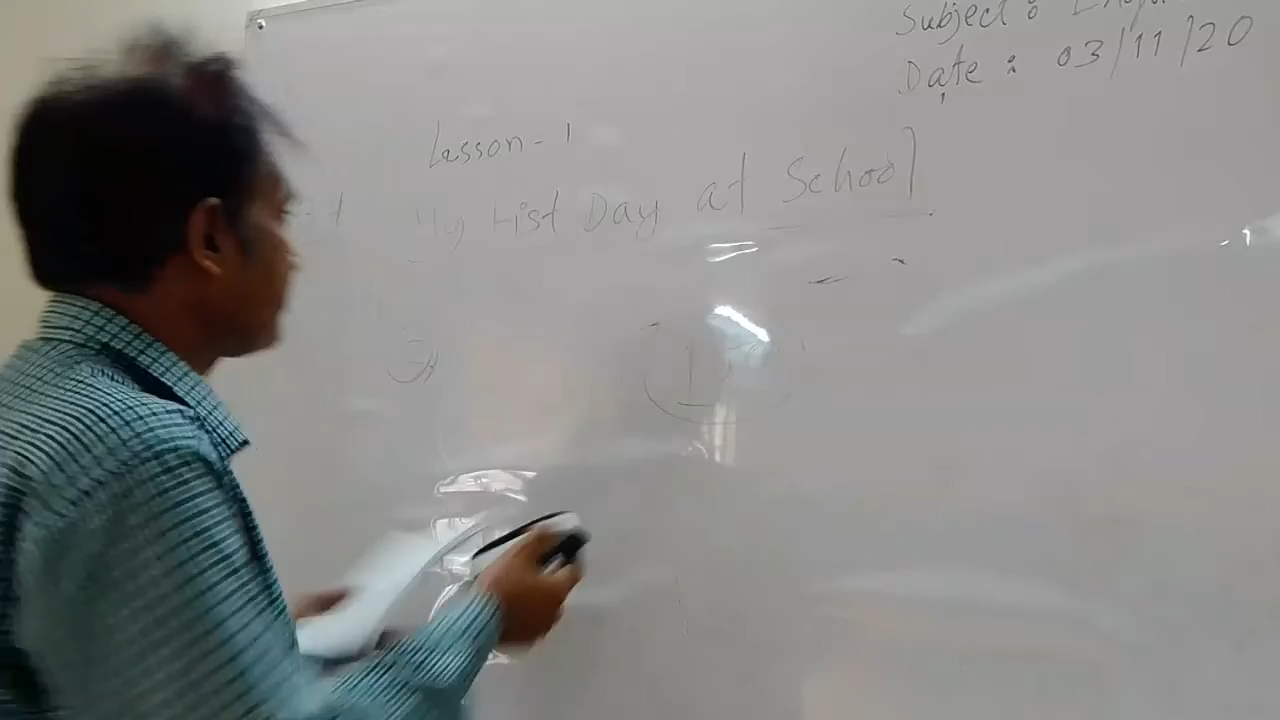 Subject :
Date : 03/11/20
Lesson - 1
My First Day at School